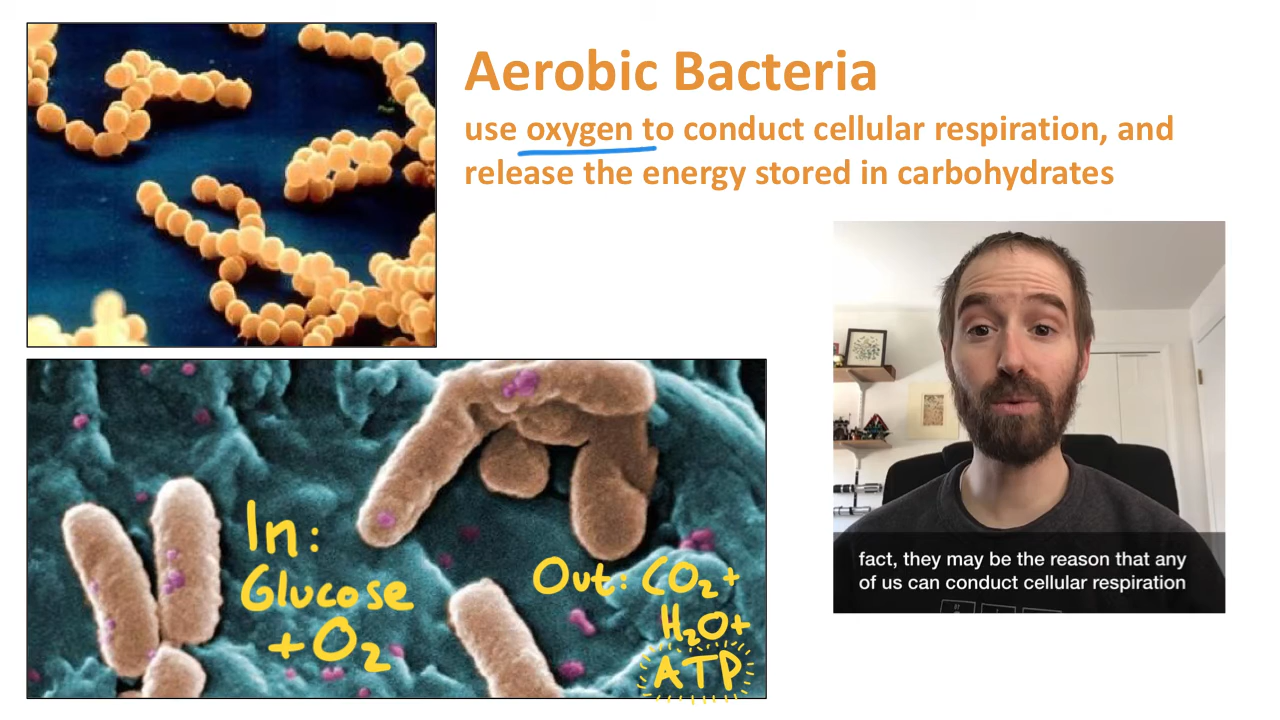 Aerobic Bacteria
use oxygen to conduct cellular respiration, and
release the energy stored in carbohydrates
In:
Glucose
+O₂
Out: CO₂+
H₂O+
ATP
fact, they may be the reason that any
of us can conduct cellular respiration